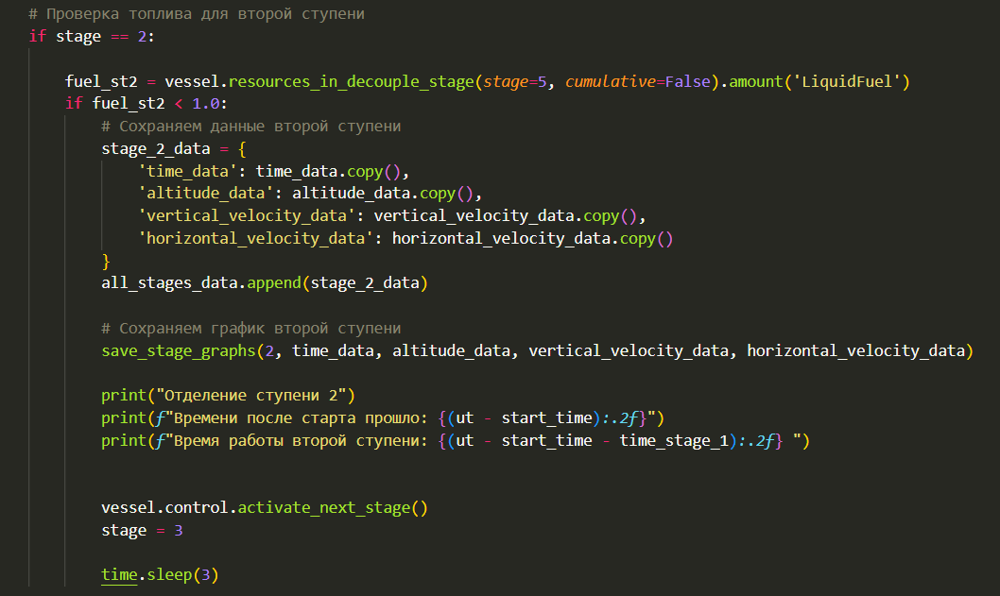 # Проверка топлива для второй ступени
if stage == 2:
fuel_st2 = vessel.resources_in_decouple_stage(stage=5, cumulative=False).amount('LiquidFuel')
if fuel_st2 < 1.0:
# Сохраняем данные второй ступени
stage_2_data = {
'time_data': time_data.copy(),
'altitude_data': altitude_data.copy(),
'vertical_velocity_data': vertical_velocity_data.copy(),
'horizontal_velocity_data': horizontal_velocity_data.copy()
}
all_stages_data.append(stage_2_data)
# Сохраняем график второй ступени
save_stage_graphs(2, time_data, altitude_data, vertical_velocity_data, horizontal_velocity_data)
print("Отделение ступени 2")
print(f"Времени после старта прошло: {(ut - start_time):.2f}")
print(f"Время работы второй ступени: {(ut - start_time - time_stage_1):.2f} ")
vessel.control.activate_next_stage()
stage = 3
time.sleep(3)